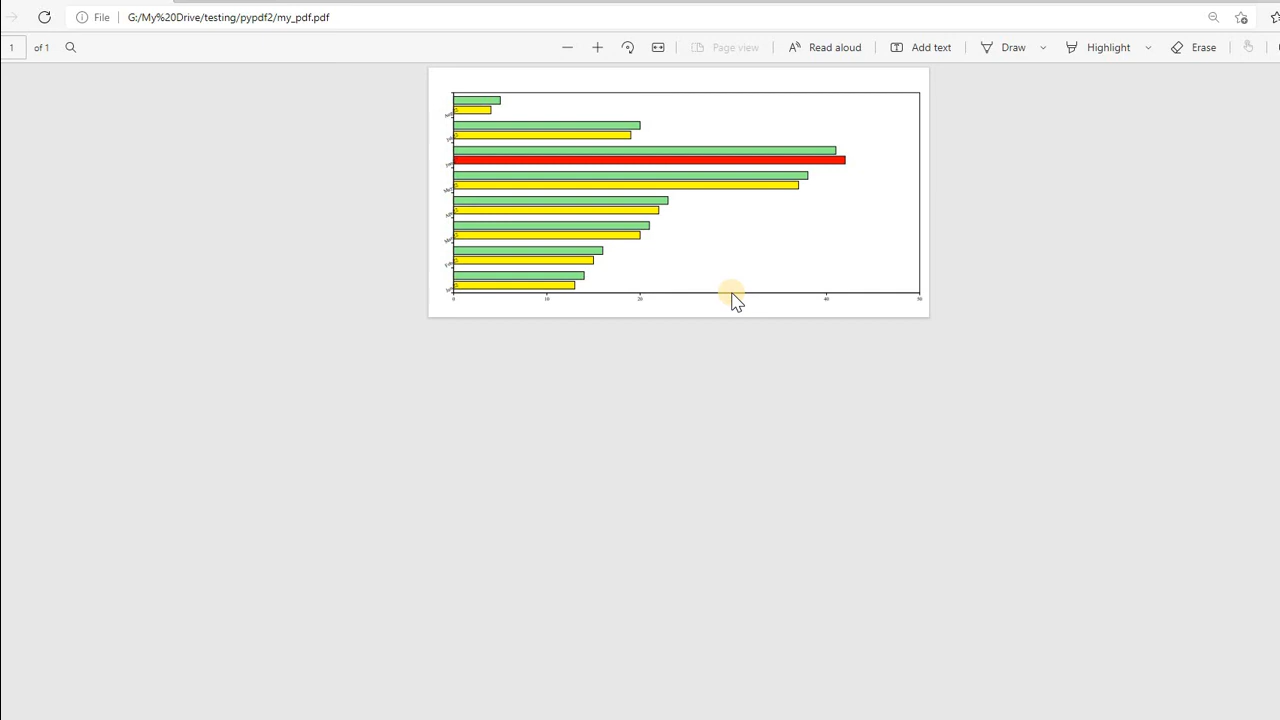 File G:/My%20Drive/testing/pypdf2/my_pdf.pdf
1 of 1 Page view Read aloud Add text Draw Highlight Erase
0 10 20 40 50